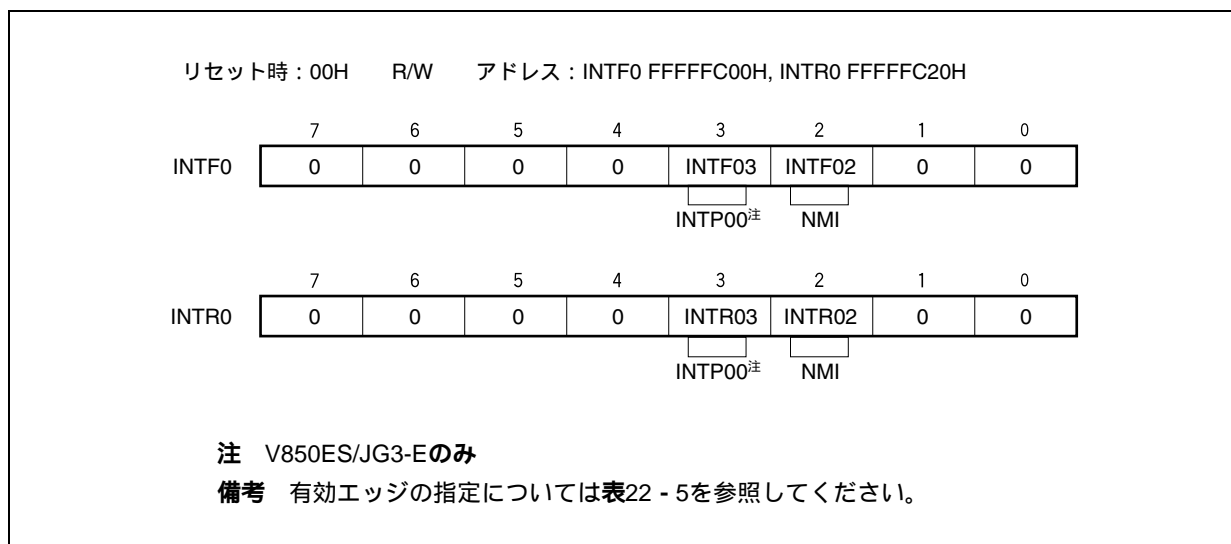 リセット時：00H R/W アドレス：INTF0 FFFFFC00H, INTR0 FFFFFC20H
7 6 5 4 3 2 1 0
INTF0 0 0 0 0 INTF03 INTF02 0 0
INTP00注 NMI
7 6 5 4 3 2 1 0
INTR0 0 0 0 0 INTR03 INTR02 0 0
INTP00注 NMI
注 V850ES/JG3-Eのみ
備考 有効エッジの指定については表22 - 5を参照してください。